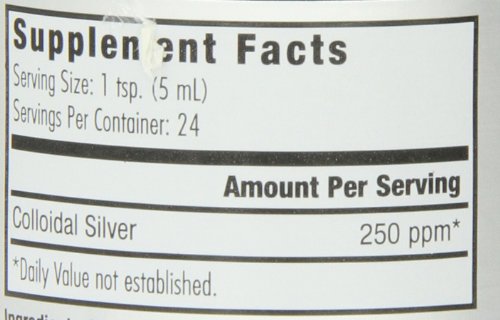 Supplement Facts
Serving Size: 1 tsp. (5 mL)
Servings Per Container: 24
Amount Per Serving
Colloidal Silver 250 ppm*
*Daily Value not established.